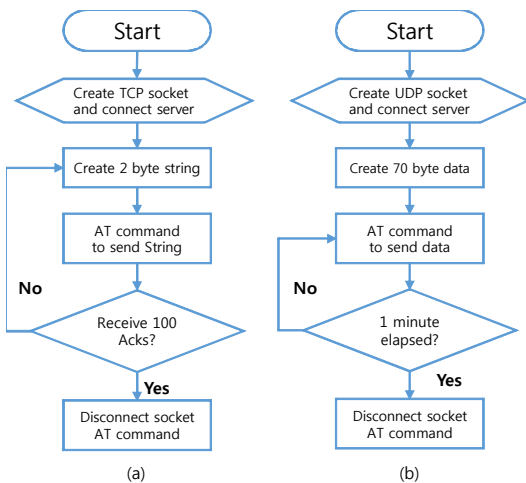 Start
Create TCP socket
and connect server
Create 2 byte string
AT command
to send String
No
Receive 100
Acks?
Yes
Disconnect socket
AT command
(a)
Start
Create UDP socket
and connect server
Create 70 byte data
AT command
to send data
No
1 minute
elapsed?
Yes
Disconnect socket
AT command
(b)